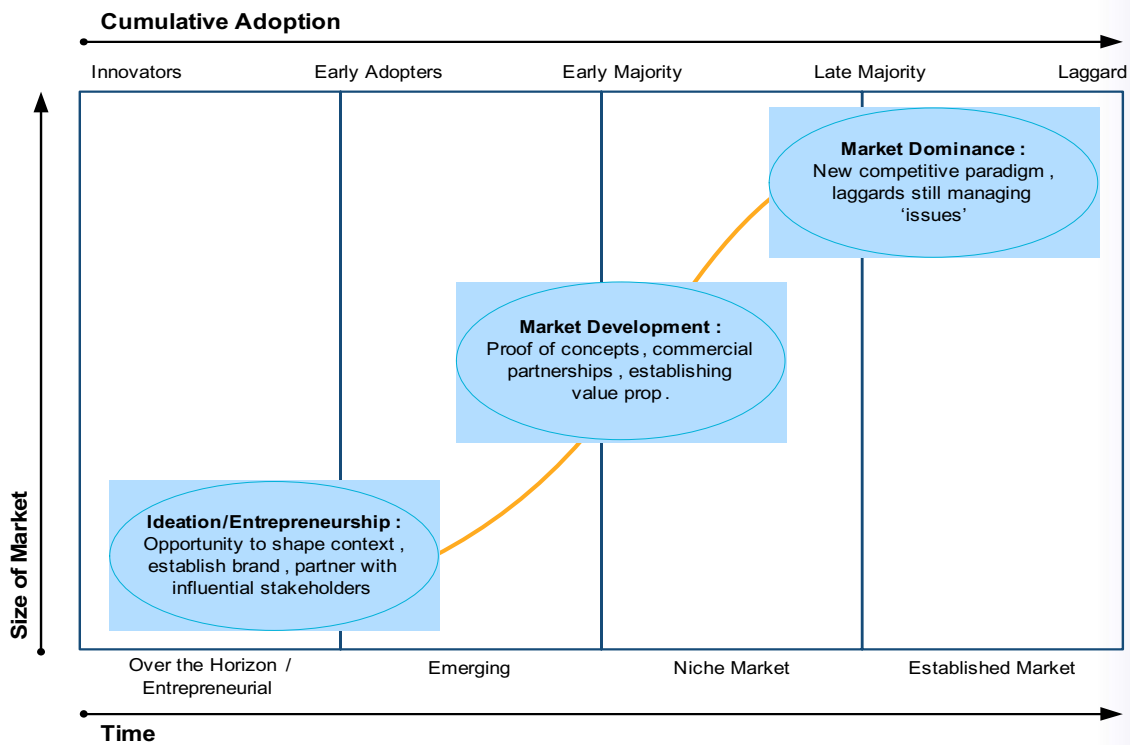 Cumulative Adoption
Innovators Early Adopters Early Majority Late Majority Laggard
Market Dominance :
New competitive paradigm ,
laggards still managing
‘issues’
Market Development :
Proof of concepts , commercial
partnerships , establishing
value prop .
Ideation/Entrepreneurship :
Opportunity to shape context ,
establish brand , partner with
influential stakeholders
Size of Market
Over the Horizon /
Entrepreneurial
Emerging
Niche Market
Established Market
Time